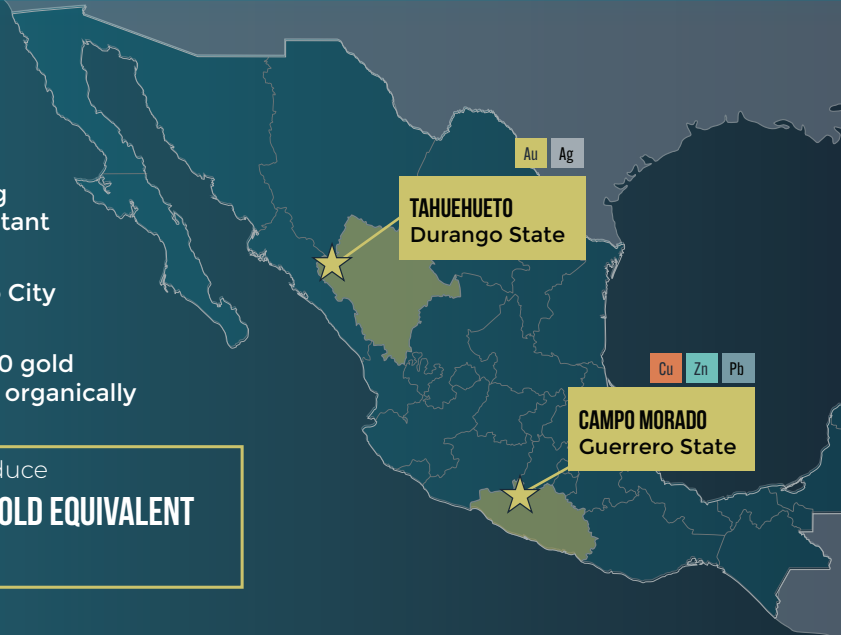 g
tant
City
0 gold
organically
duce
OLD EQUIVALENT
Au Ag
TAHUEHUETO
Durango State
Cu Zn Pb
CAMPO MORADO
Guerrero State